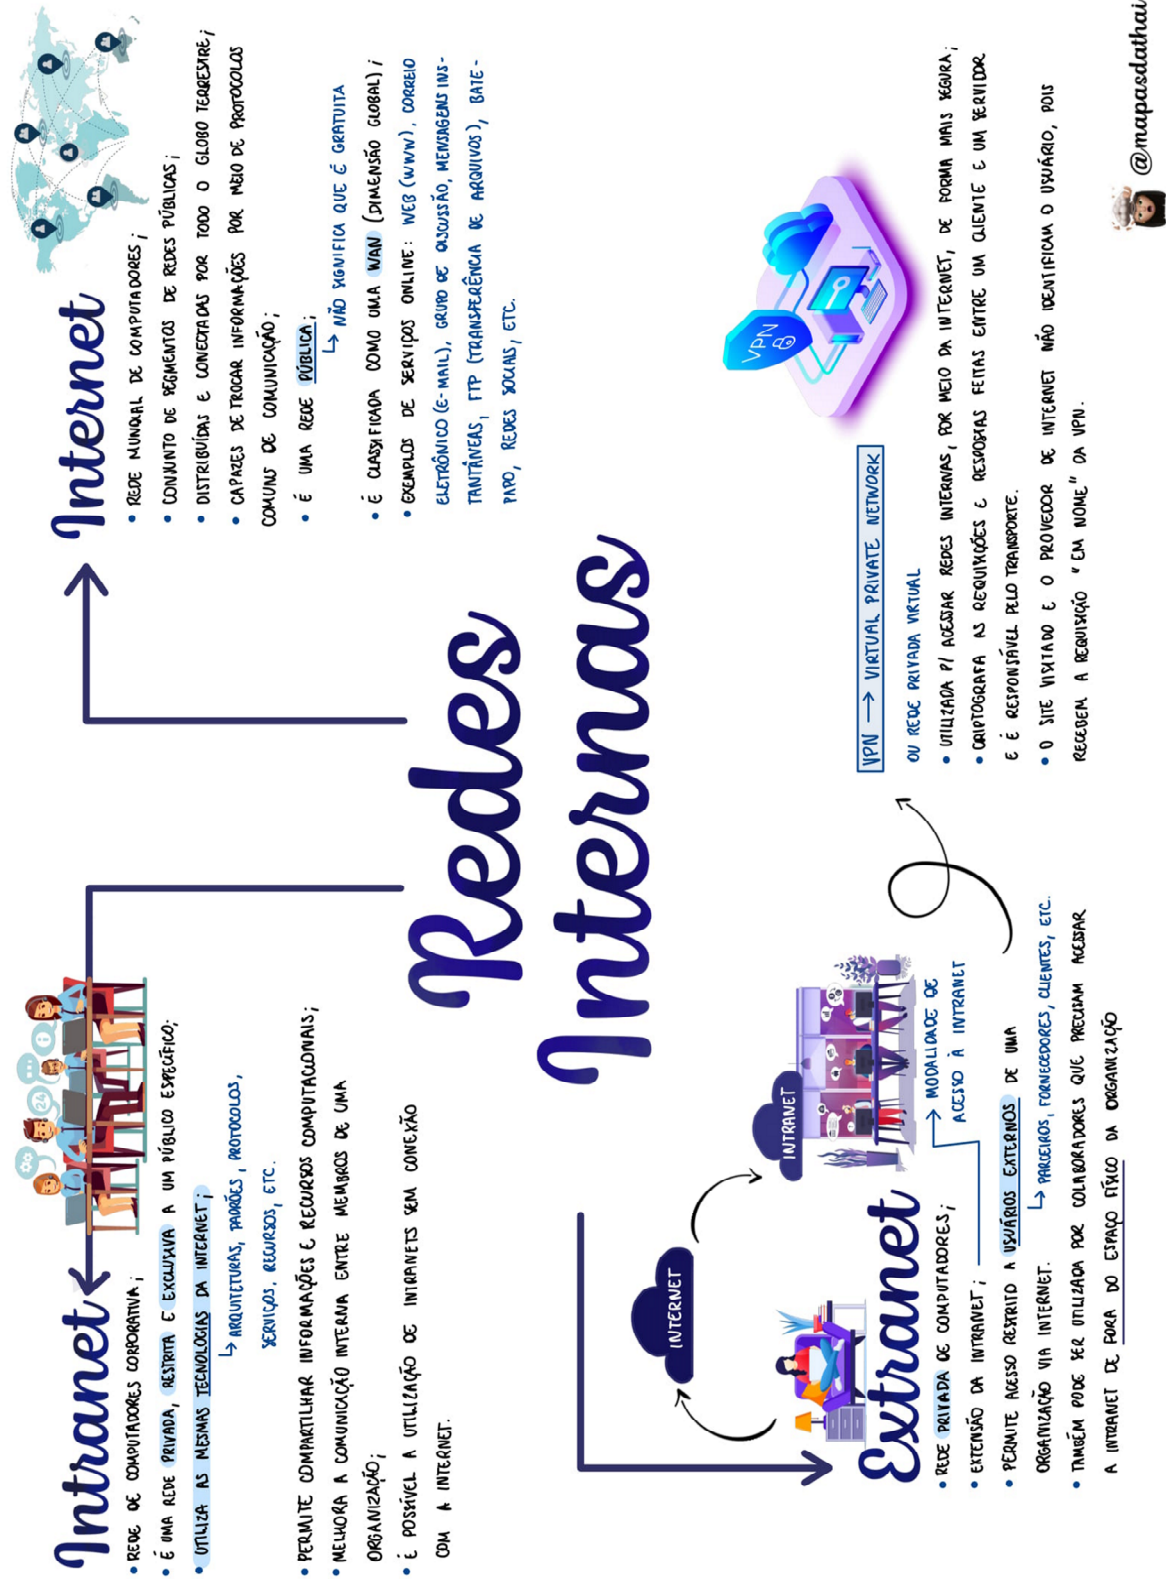 Redes
Internas
Intranet
• REDE DE COMPUTADORES CORPORATIVA;
• É UMA REDE PRIVADA, RESTRITA E EXCLUSIVA A UM PÚBLICO ESPECÍFICO;
• UTILIZA AS MESMAS TECNOLOGIAS DA INTERNET;
↳ ARQUITETURAS, PADRÕES, PROTOCOLOS,
SERVIÇOS, RECURSOS, ETC.
• PERMITE COMPARTILHAR INFORMAÇÕES E RECURSOS COMPUTACIONAIS;
• MELHORA A COMUNICAÇÃO INTERNA ENTRE MEMBROS DE UMA
ORGANIZAÇÃO;
• É POSSÍVEL A UTILIZAÇÃO DE INTRANETS SEM CONEXÃO
COM A INTERNET.
24
Internet
• REDE MUNDIAL DE COMPUTADORES;
• CONJUNTO DE SEGMENTOS DE REDES PÚBLICAS;
• DISTRIBUÍDAS E CONECTADAS POR TODO O GLOBO TERRESTRE;
• CAPAZES DE TROCAR INFORMAÇÕES POR MEIO DE PROTOCOLOS
COMUNS DE COMUNICAÇÃO;
• É UMA REDE PÚBLICA;
↳ NÃO SIGNIFICA QUE É GRATUITA
• É CLASSIFICADA COMO UMA WAN (DIMENSÃO GLOBAL);
• EXEMPLOS DE SERVIÇOS ONLINE: WEB (WWW), CORREIO
ELETRÔNICO (E-MAIL), GRUPO DE DISCUSSÃO, MENSAGENS INS-
TANTÂNEAS, FTP (TRANSFERÊNCIA DE ARQUIVOS), BATE-
PAPO, REDES SOCIAIS, ETC.
INTERNET
INTRANET
Extranet
• REDE PRIVADA DE COMPUTADORES;
• EXTENSÃO DA INTRANET;
→ MODALIDADE DE
ACESSO À INTRANET
• PERMITE ACESSO RESTRITO A USUÁRIOS EXTERNOS DE UMA
ORGANIZAÇÃO VIA INTERNET.
↳ PARCEIROS, FORNECEDORES, CLIENTES, ETC.
• TAMBÉM PODE SER UTILIZADA POR COLABORADORES QUE PRECISAM ACESSAR
A INTRANET DE FORA DO ESPAÇO FÍSICO DA ORGANIZAÇÃO
VPN
VPN → VIRTUAL PRIVATE NETWORK
OU REDE PRIVADA VIRTUAL
• UTILIZADA P/ ACESSAR REDES INTERNAS, POR MEIO DA INTERNET, DE FORMA MAIS SEGURA;
• CRIPTOGRAFA AS REQUISIÇÕES E RESPOSTAS FEITAS ENTRE UM CLIENTE E UM SERVIDOR
E É RESPONSÁVEL PELO TRANSPORTE.
• O SITE VISITADO E O PROVEDOR DE INTERNET NÃO IDENTIFICAM O USUÁRIO, POIS
RECEBEM A REQUISIÇÃO "EM NOME" DA VPN.
@mapasdathai